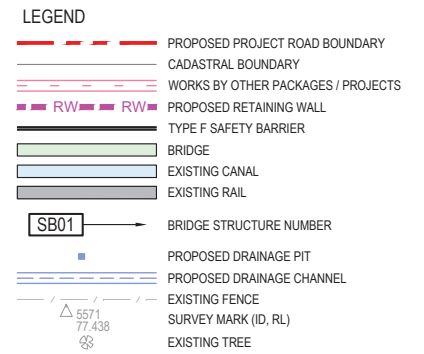 LEGEND
PROPOSED PROJECT ROAD BOUNDARY
CADASTRAL BOUNDARY
WORKS BY OTHER PACKAGES / PROJECTS
RW RW PROPOSED RETAINING WALL
TYPE F SAFETY BARRIER
BRIDGE
EXISTING CANAL
EXISTING RAIL
SB01 BRIDGE STRUCTURE NUMBER
PROPOSED DRAINAGE PIT
PROPOSED DRAINAGE CHANNEL
EXISTING FENCE
5571
77.438 SURVEY MARK (ID, RL)
EXISTING TREE